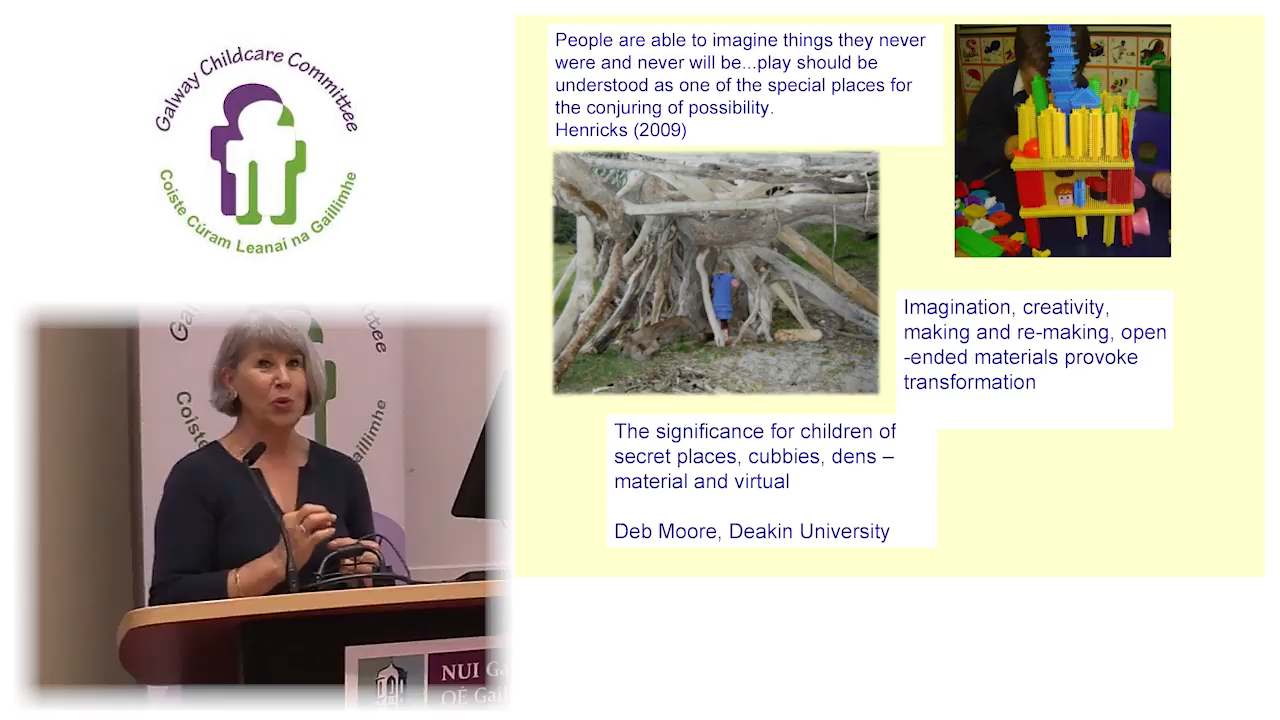 Galway Childcare Committee
Coiste Cúram Leanaí na Gaillimhe
People are able to imagine things they never
were and never will be...play should be
understood as one of the special places for
the conjuring of possibility.
Henricks (2009)
Imagination, creativity,
making and re-making, open
-ended materials provoke
transformation
The significance for children of
secret places, cubbies, dens –
material and virtual
Deb Moore, Deakin University
NUI Ga
OÉ Gail